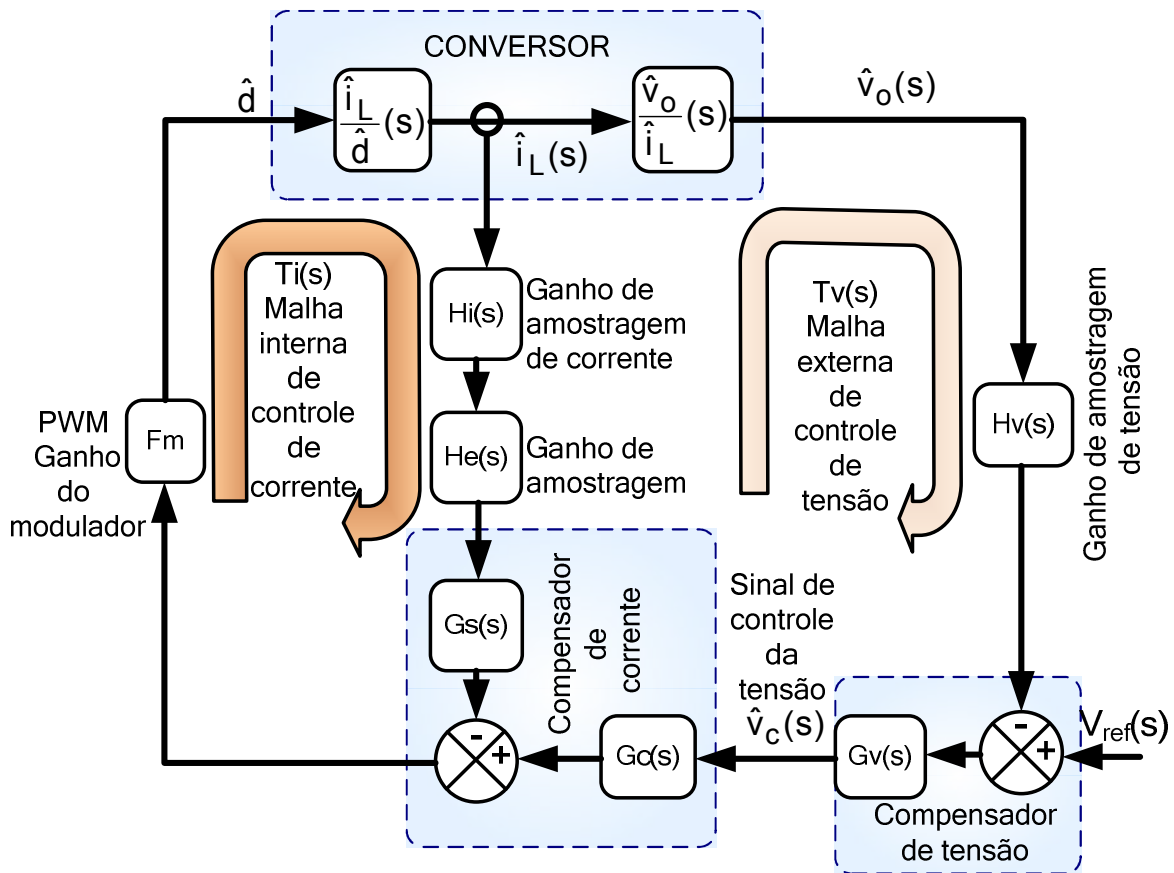 CONVERSOR
d̂
î_L
d̂
(s)
î_L(s)
v̂_o
î_L
(s)
v̂_o(s)
Ti(s)
Malha
interna
de
controle
de
corrente
Hi(s)
Ganho de
amostragem
de corrente
Tv(s)
Malha
externa
de
controle
de
tensão
Ganho de amostragem
de tensão
Hv(s)
PWM
Ganho
do
modulador
Fm
He(s)
Ganho de
amostragem
Gs(s)
Compensador
de
corrente
Sinal de
controle
da
tensão
v̂_c(s)
-
+
Gc(s)
Gv(s)
-
+
V_ref(s)
Compensador
de tensão